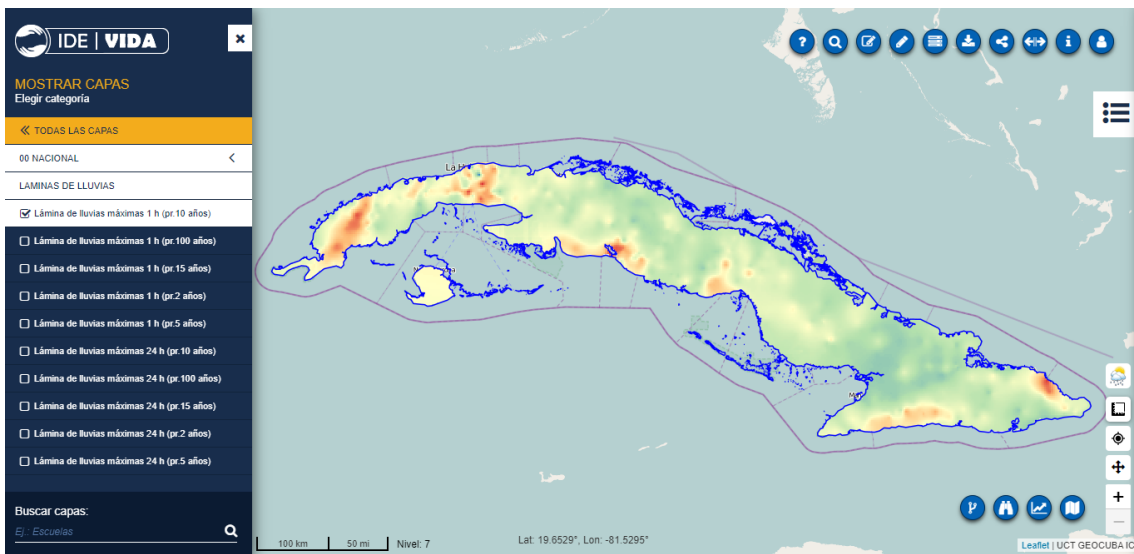 IDE | VIDA
MOSTRAR CAPAS
Elegir categoría
TODAS LAS CAPAS
00 NACIONAL
LAMINAS DE LLUVIAS
Lámina de lluvias máximas 1 h (pr.10 años)
Lámina de lluvias máximas 1 h (pr.100 años)
Lámina de lluvias máximas 1 h (pr.15 años)
Lámina de lluvias máximas 1 h (pr.2 años)
Lámina de lluvias máximas 1 h (pr.5 años)
Lámina de lluvias máximas 24 h (pr.10 años)
Lámina de lluvias máximas 24 h (pr.100 años)
Lámina de lluvias máximas 24 h (pr.15 años)
Lámina de lluvias máximas 24 h (pr.2 años)
Lámina de lluvias máximas 24 h (pr.5 años)
Buscar capas:
Ej.: Escuelas
La H
100 km
50 mi
Nivel: 7
Lat: 19.6529°, Lon: -81.5295°
Leaflet | UCT GEOCUBA IC